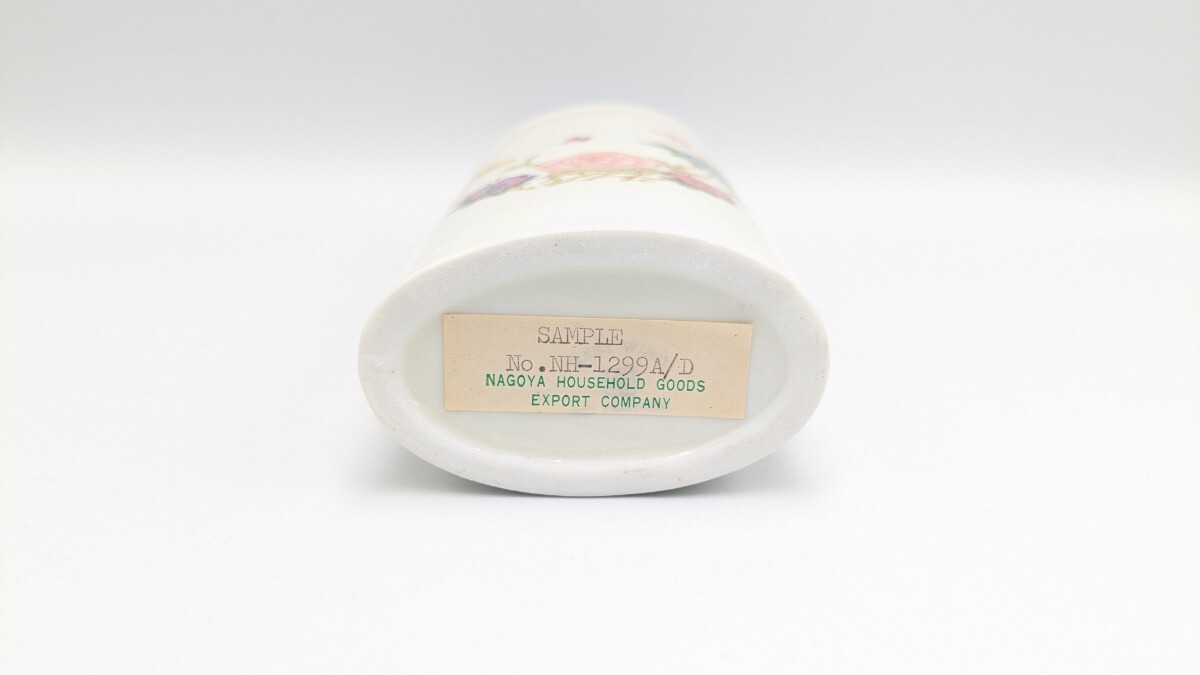 SAMPLE
No.NH-1299A/D
NAGOYA HOUSEHOLD GOODS
EXPORT COMPANY